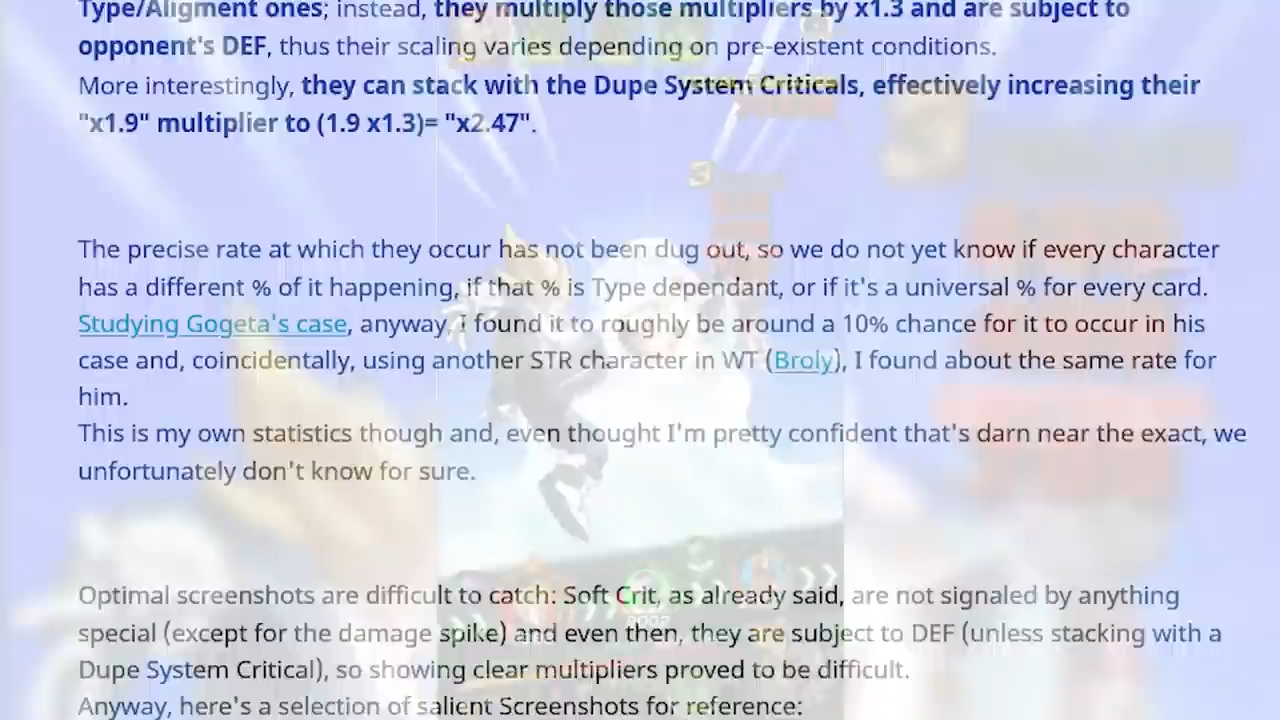 Type/Aligment ones; instead, they multiply those multipliers by x1.3 and are subject to
opponent's DEF, thus their scaling varies depending on pre-existent conditions.
More interestingly, they can stack with the Dupe System Criticals, effectively increasing their
"x1.9" multiplier to (1.9 x1.3)= "x2.47".
The precise rate at which they occur has not been dug out, so we do not yet know if every character
has a different % of it happening, if that % is Type dependant, or if it's a universal % for every card.
Studying Gogeta's case, anyway, I found it to roughly be around a 10% chance for it to occur in his
case and, coincidentally, using another STR character in WT (Broly), I found about the same rate for
him.
This is my own statistics though and, even thought I'm pretty confident that's darn near the exact, we
unfortunately don't know for sure.
Optimal screenshots are difficult to catch: Soft Crit, as already said, are not signaled by anything
special (except for the damage spike) and even then, they are subject to DEF (unless stacking with a
Dupe System Critical), so showing clear multipliers proved to be difficult.
Anyway, here's a selection of salient Screenshots for reference: